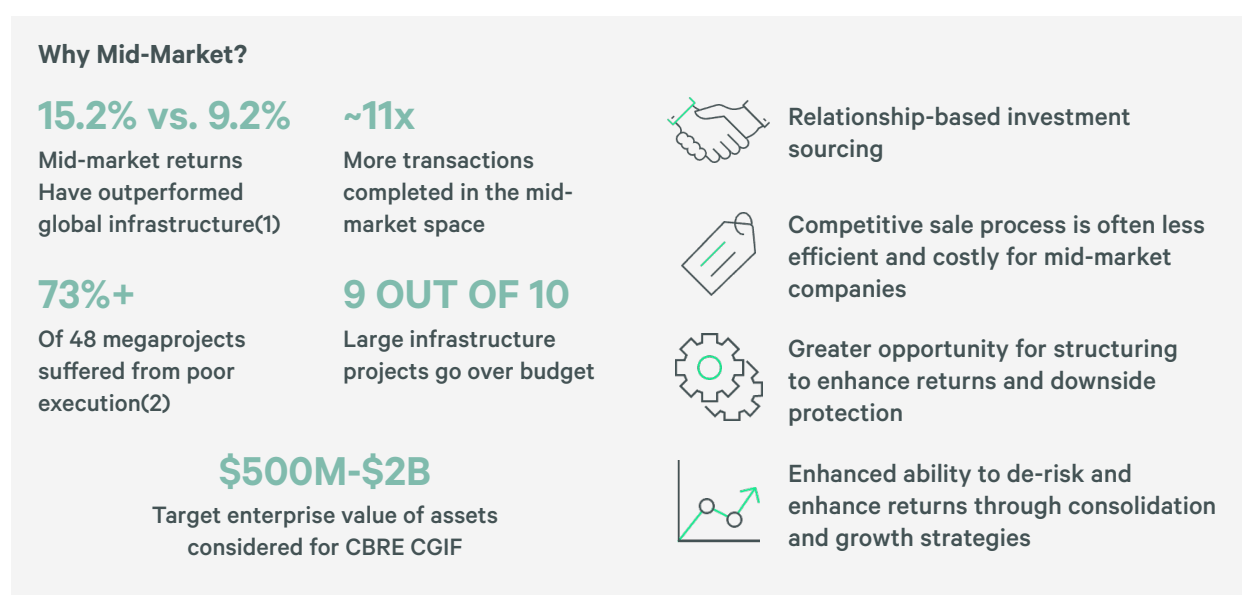 Why Mid-Market?
15.2% vs. 9.2%
Mid-market returns
Have outperformed
global infrastructure(1)
~11x
More transactions
completed in the mid-
market space
73%+
Of 48 megaprojects
suffered from poor
execution(2)
9 OUT OF 10
Large infrastructure
projects go over budget
$500M-$2B
Target enterprise value of assets
considered for CBRE CGIF
Relationship-based investment
sourcing
Competitive sale process is often less
efficient and costly for mid-market
companies
Greater opportunity for structuring
to enhance returns and downside
protection
Enhanced ability to de-risk and
enhance returns through consolidation
and growth strategies